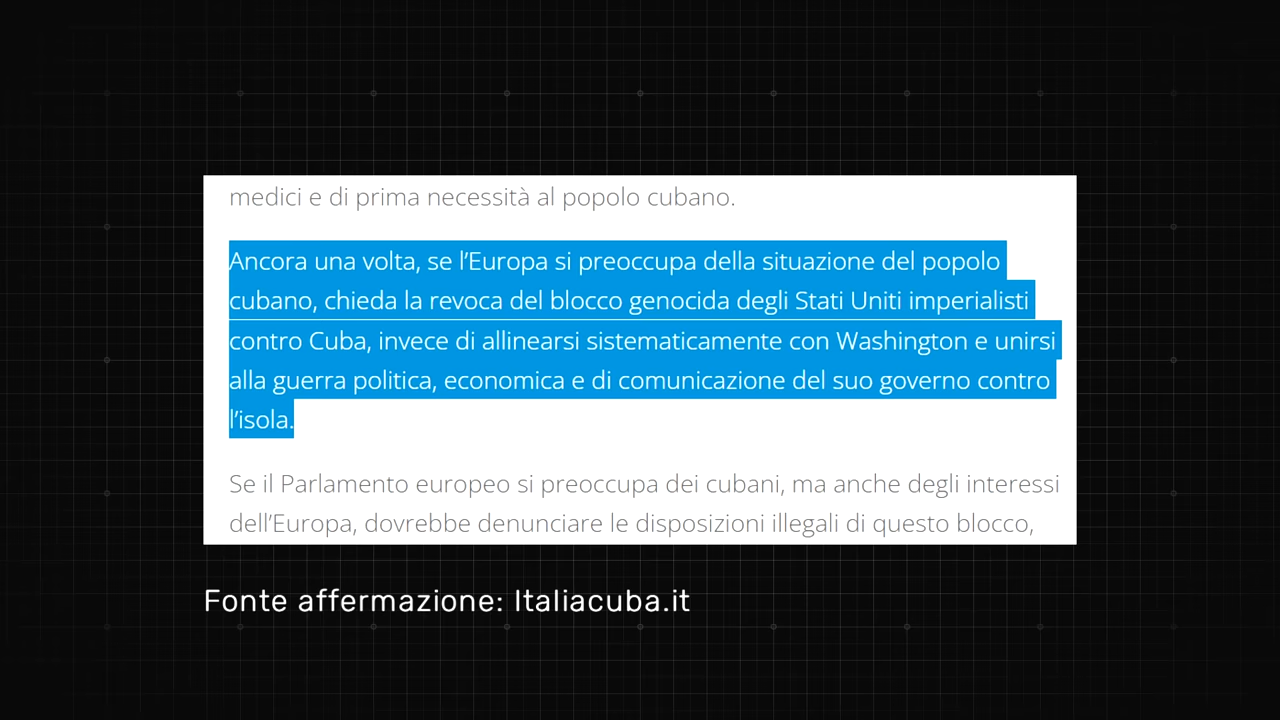 medici e di prima necessità al popolo cubano.
Ancora una volta, se l’Europa si preoccupa della situazione del popolo
cubano, chieda la revoca del blocco genocida degli Stati Uniti imperialisti
contro Cuba, invece di allinearsi sistematicamente con Washington e unirsi
alla guerra politica, economica e di comunicazione del suo governo contro
l’isola.
Se il Parlamento europeo si preoccupa dei cubani, ma anche degli interessi
dell’Europa, dovrebbe denunciare le disposizioni illegali di questo blocco,
Fonte affermazione: Italiacuba.it